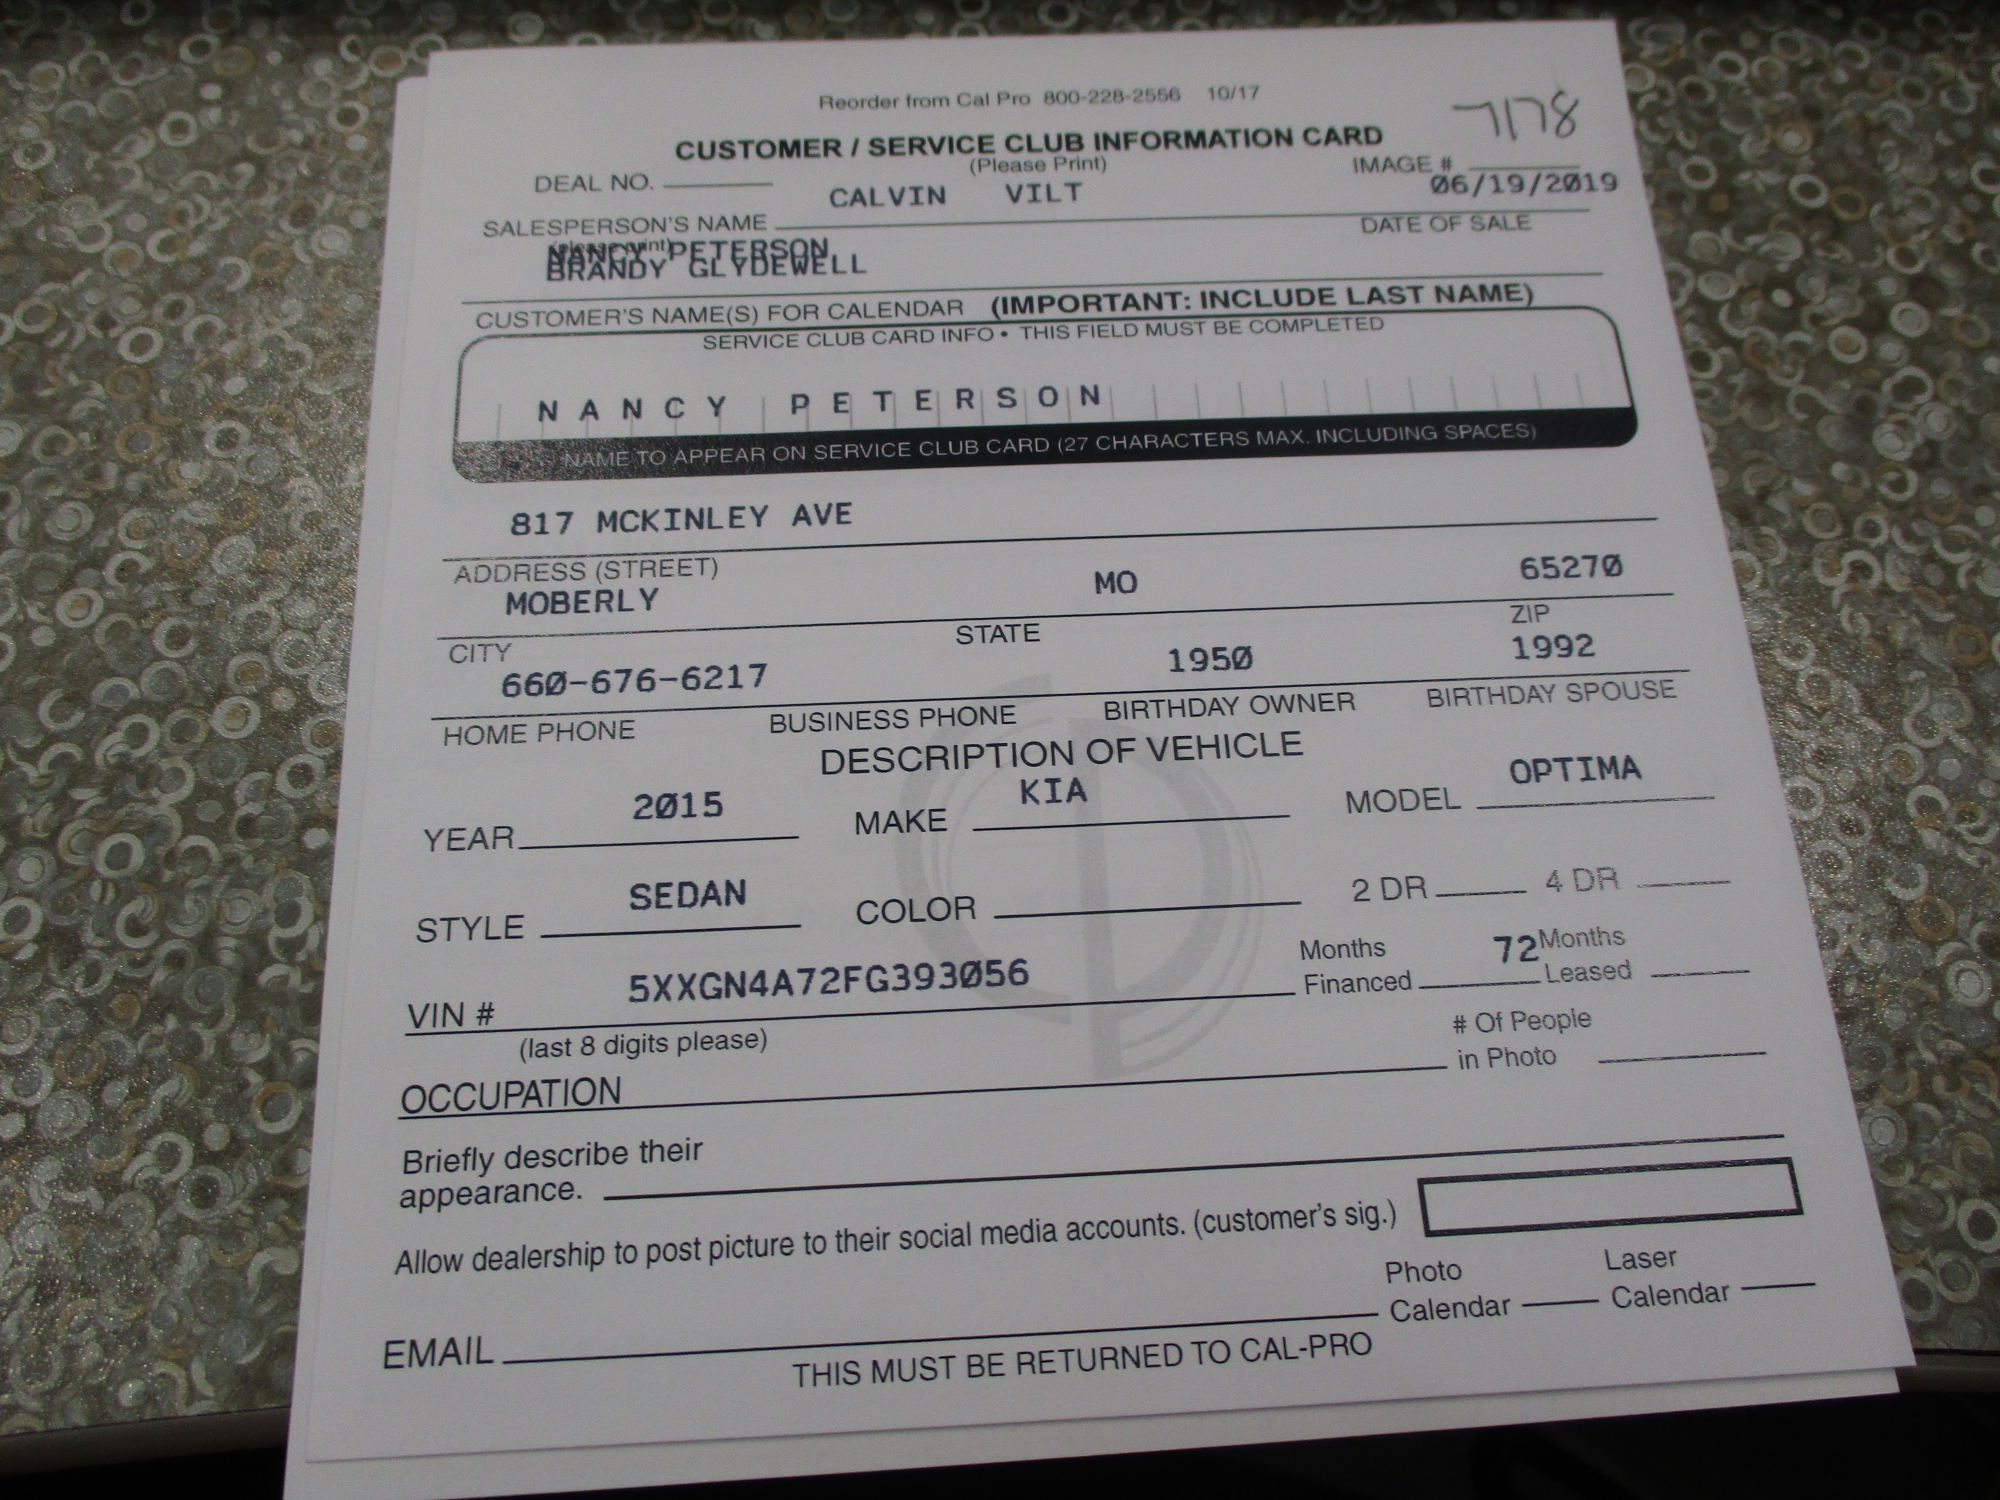 Reorder from Cal Pro 800-228-2556 10/17
7178
CUSTOMER / SERVICE CLUB INFORMATION CARD
(Please Print)
IMAGE #
DEAL NO.
CALVIN VILT
06/19/2019
SALESPERSON'S NAME
DATE OF SALE
(please print)
NANCY PETERSON
BRANDY GLYDEWELL
CUSTOMER'S NAME(S) FOR CALENDAR (IMPORTANT: INCLUDE LAST NAME)
SERVICE CLUB CARD INFO • THIS FIELD MUST BE COMPLETED
NANCY PETERSON
NAME TO APPEAR ON SERVICE CLUB CARD (27 CHARACTERS MAX. INCLUDING SPACES)
817 MCKINLEY AVE
ADDRESS (STREET)
MOBERLY MO 65270
CITY STATE ZIP
660-676-6217 1950 1992
HOME PHONE BUSINESS PHONE BIRTHDAY OWNER BIRTHDAY SPOUSE
DESCRIPTION OF VEHICLE
YEAR 2015 MAKE KIA MODEL OPTIMA
STYLE SEDAN COLOR 2 DR 4 DR
VIN # 5XXGN4A72FG393056 Months Financed 72 Months Leased
(last 8 digits please)
# Of People
in Photo
OCCUPATION
Briefly describe their
appearance.
Allow dealership to post picture to their social media accounts. (customer's sig.)
Photo Laser
Calendar Calendar
EMAIL
THIS MUST BE RETURNED TO CAL-PRO